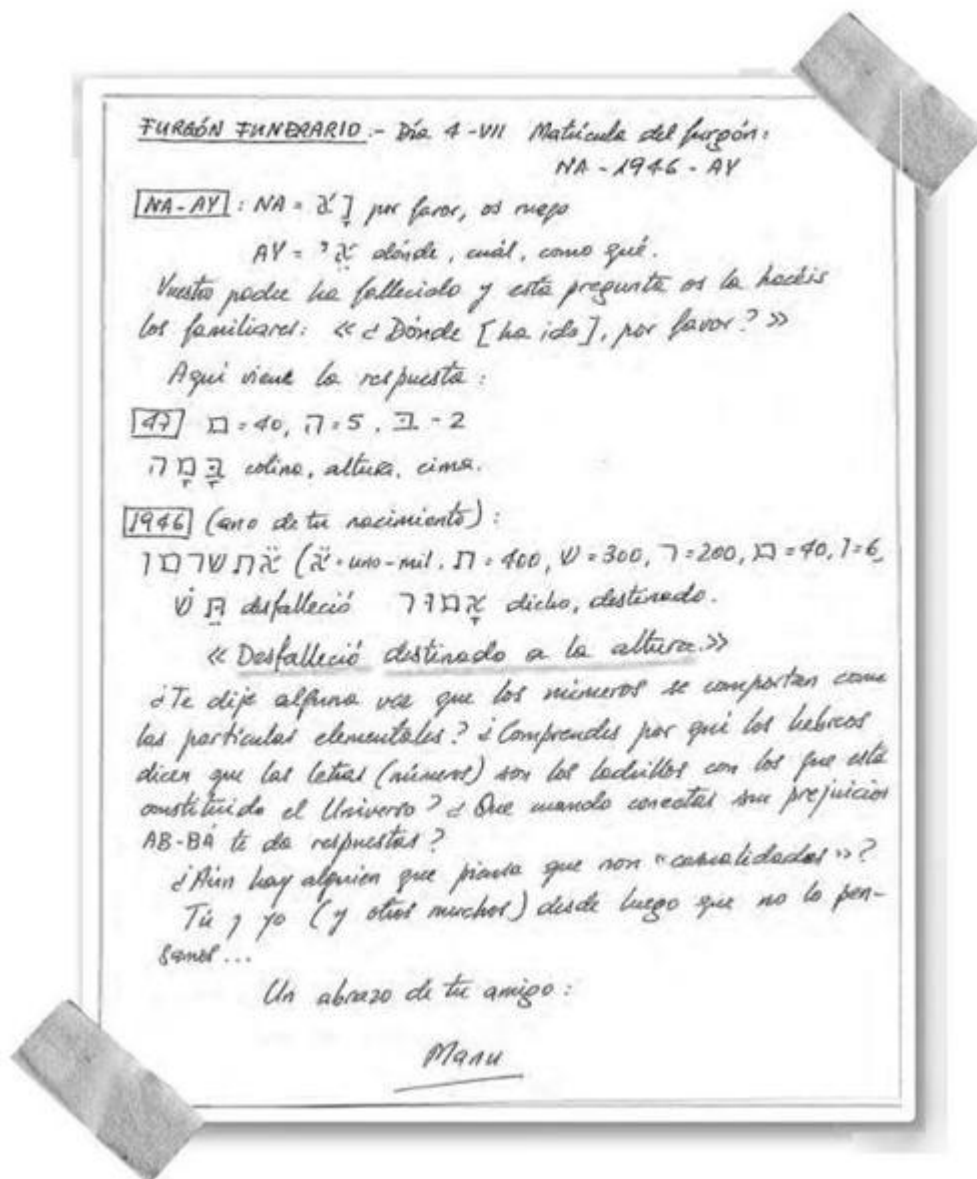 FURGÓN FUNERARIO.- Día 4-VII Matrícula del furgón:
NA-1946-AY
NA-AY: NA = נָא por favor, os ruego
AY = אֵי dónde, cuál, como qué.
Vuestro padre ha fallecido y esta pregunta os la hacéis
los familiares: «¿Dónde [ha ido], por favor?»
Aquí viene la respuesta:
47 מ=40, ה=5, ב-2
בָּמָה colina, altura, cima.
1946 (año de tu nacimiento):
אתשרמו (א=uno-mil, ת=400, ש=300, ר=200, מ=40, ו=6,
תֵּשׁ desfalleció אָמוּר dicho, destinado.
«Desfalleció destinado a la altura.»
¿Te dije alguna vez que los números se comportan como
las partículas elementales? ¿Comprendes por qué los hebreos
dicen que las letras (números) son los ladrillos con los que está
constituido el Universo? ¿Que cuando conectas sin prejuicios
AB-BÁ te da respuestas?
¿Aún hay alguien que piensa que son "casualidades"?
Tú y yo (y otros muchos) desde luego que no lo pen-
samos...
Un abrazo de tu amigo:
Manu